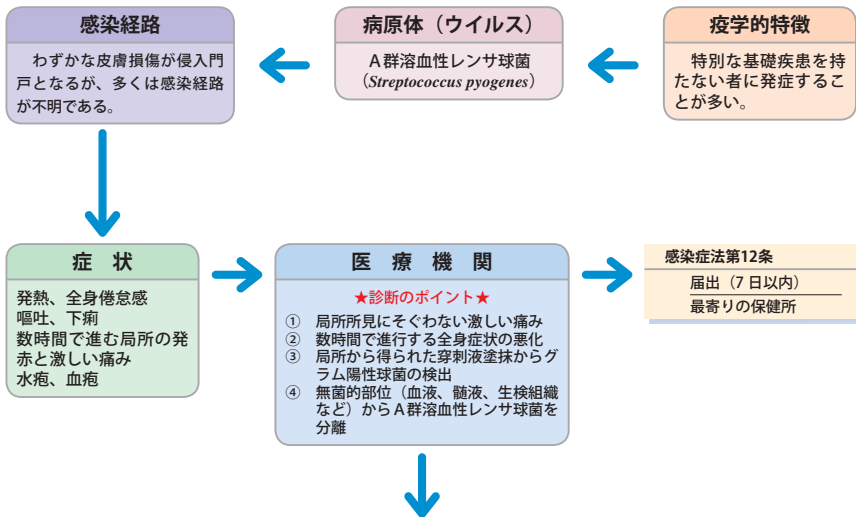 感染経路
わずかな皮膚損傷が侵入門
戸となるが、多くは感染経路
が不明である。
病原体（ウイルス）
A群溶血性レンサ球菌
（Streptococcus pyogenes）
疫学的特徴
特別な基礎疾患を持
たない者に発症するこ
とが多い。
症　状
発熱、全身倦怠感
嘔吐、下痢
数時間で進む局所の発
赤と激しい痛み
水疱、血疱
医　療　機　関
★診断のポイント★
①　局所所見にそぐわない激しい痛み
②　数時間で進行する全身症状の悪化
③　局所から得られた穿刺液塗抹からグ
ラム陽性球菌の検出
④　無菌的部位（血液、髄液、生検組織
など）からA群溶血性レンサ球菌を
分離
感染症法第12条
届出（7日以内）
最寄りの保健所